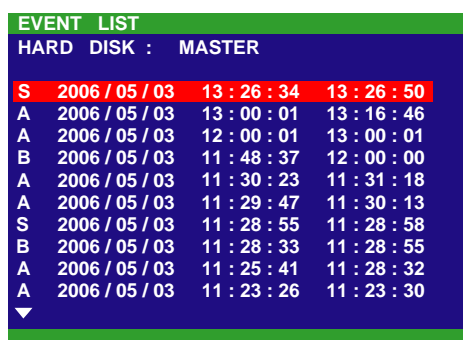 EVENT LIST
HARD DISK : MASTER
S 2006 / 05 / 03 13 : 26 : 34 13 : 26 : 50
A 2006 / 05 / 03 13 : 00 : 01 13 : 16 : 46
A 2006 / 05 / 03 12 : 00 : 01 13 : 00 : 01
B 2006 / 05 / 03 11 : 48 : 37 12 : 00 : 00
A 2006 / 05 / 03 11 : 30 : 23 11 : 31 : 18
A 2006 / 05 / 03 11 : 29 : 47 11 : 30 : 13
S 2006 / 05 / 03 11 : 28 : 55 11 : 28 : 58
B 2006 / 05 / 03 11 : 28 : 33 11 : 28 : 55
A 2006 / 05 / 03 11 : 25 : 41 11 : 28 : 32
A 2006 / 05 / 03 11 : 23 : 26 11 : 23 : 30